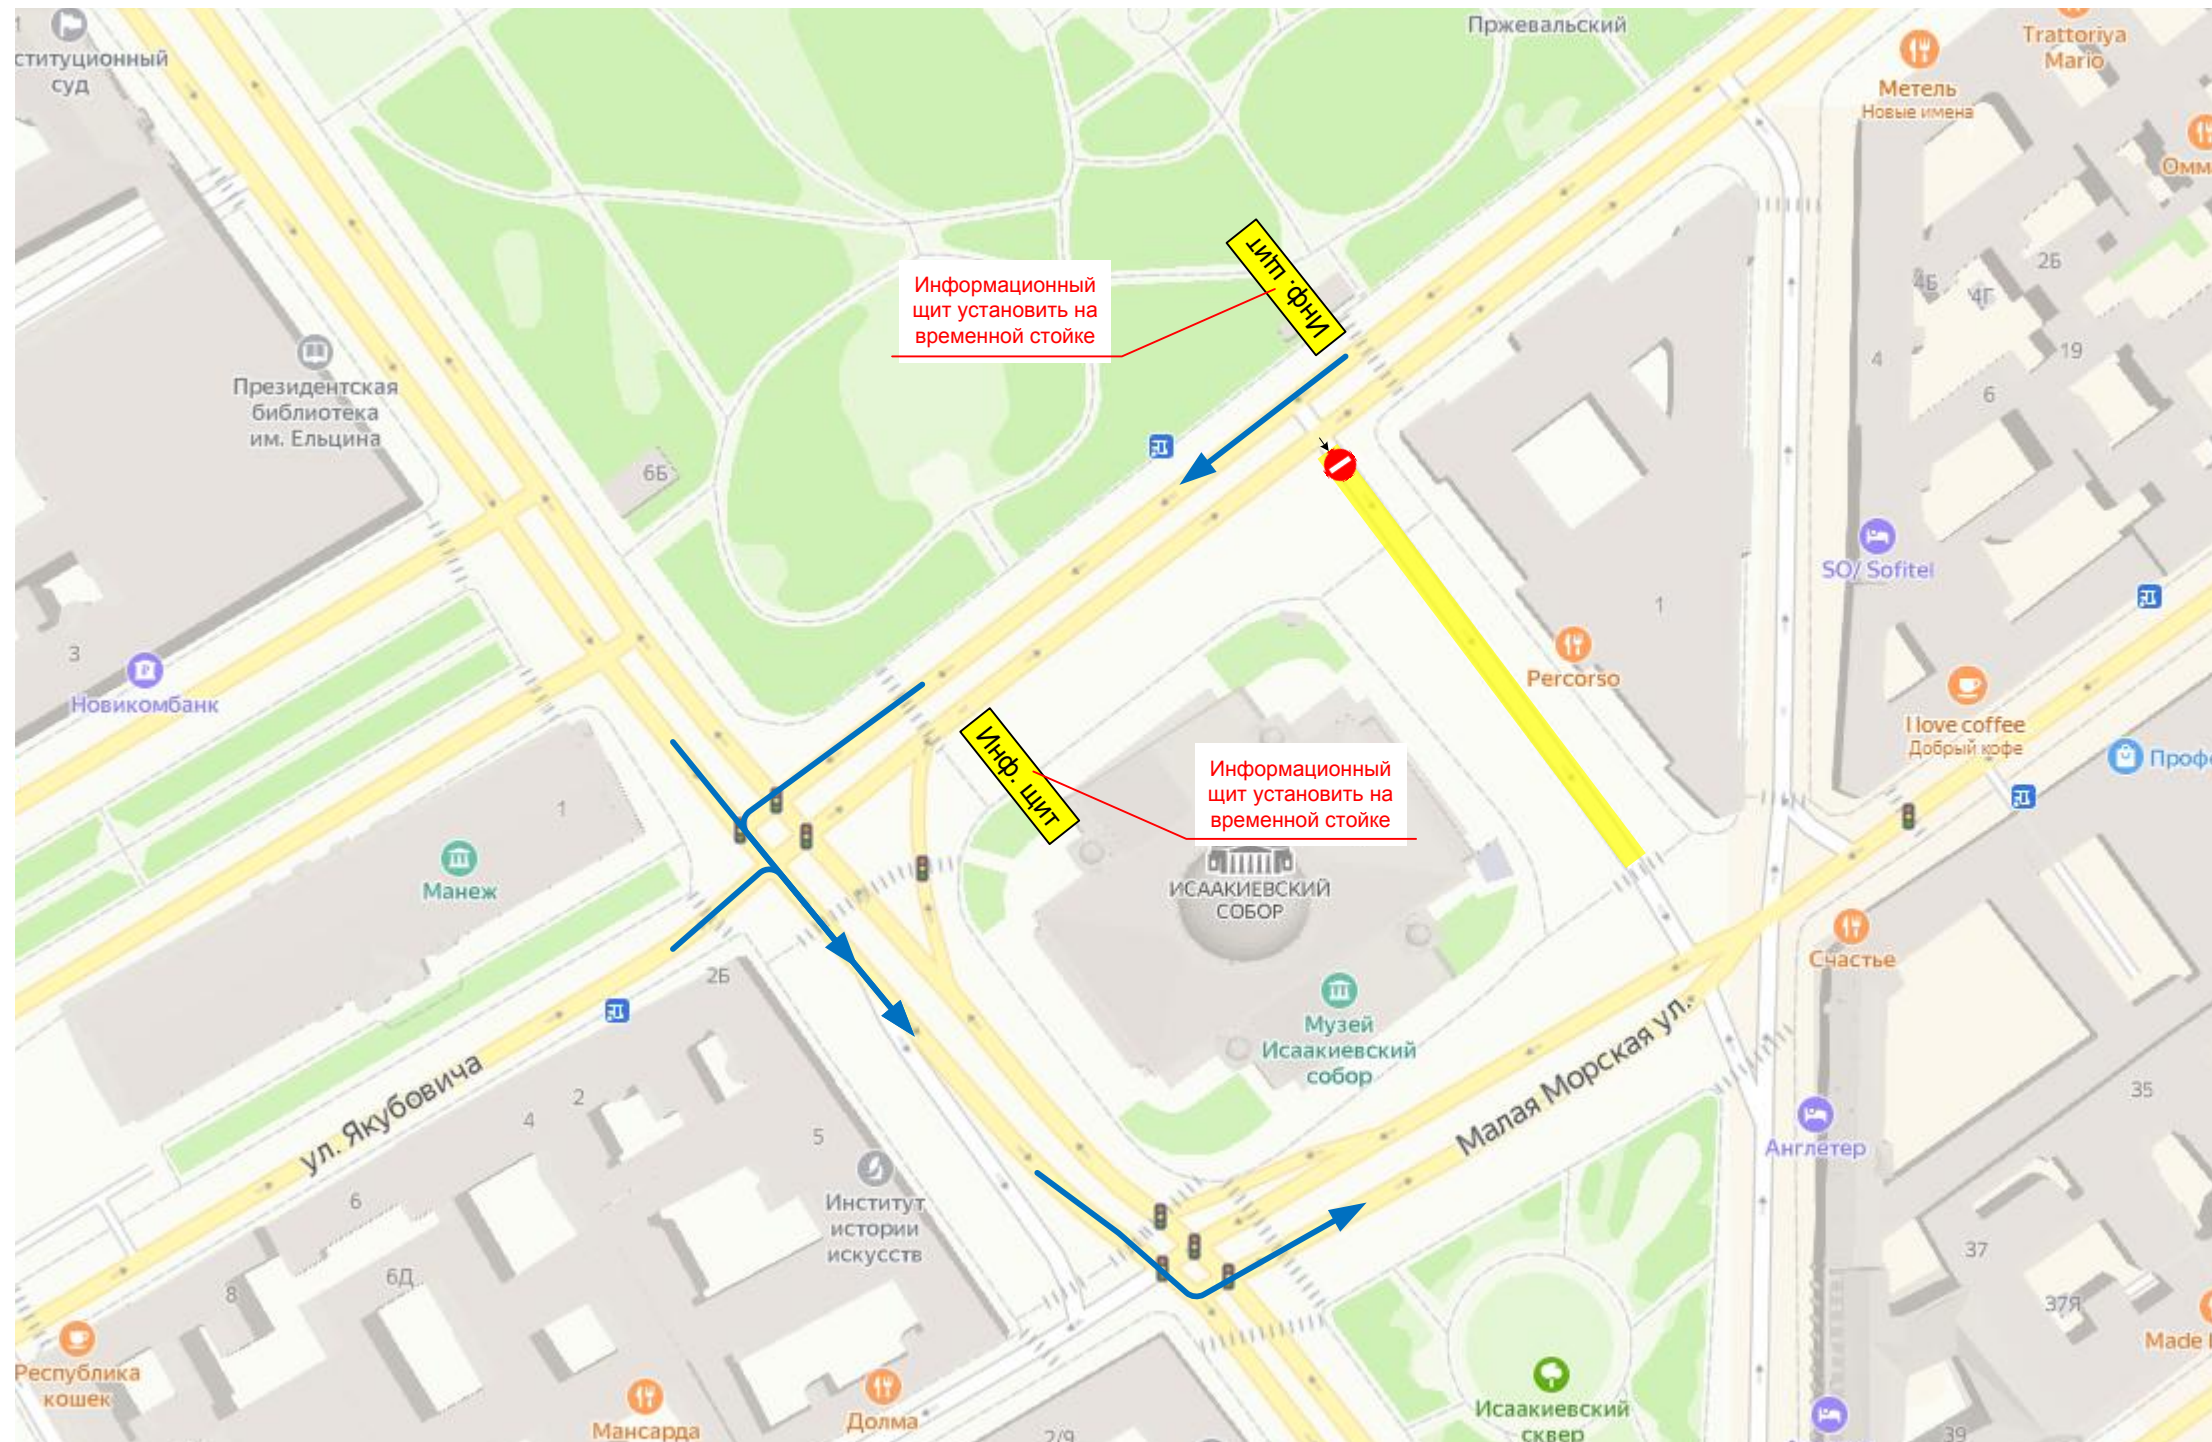 1
ституционный
суд
Пржевальский
Trattoriya
Mario
Метель
Новые имена
Омм
Инф. щит
Информационный
щит установить на
временной стойке
2Б
4Б
4Г
4
19
6
Президентская
библиотека
им. Ельцина
6Б
SO/ Sofitel
1
3
Новикомбанк
Percorso
I love coffee
Добрый кофе
Проф
Инф. щит
Информационный
щит установить на
временной стойке
1
Манеж
ИСААКИЕВСКИЙ
СОБОР
Счастье
2Б
Музей
Исаакиевский
собор
Малая Морская ул.
ул. Якубовича
2
4
5
35
Англетер
Институт
истории
искусств
6
6Д
8
37
37Я
Made
Республика
кошек
Мансарда
Долма
2/9
Исаакиевский
сквер
39